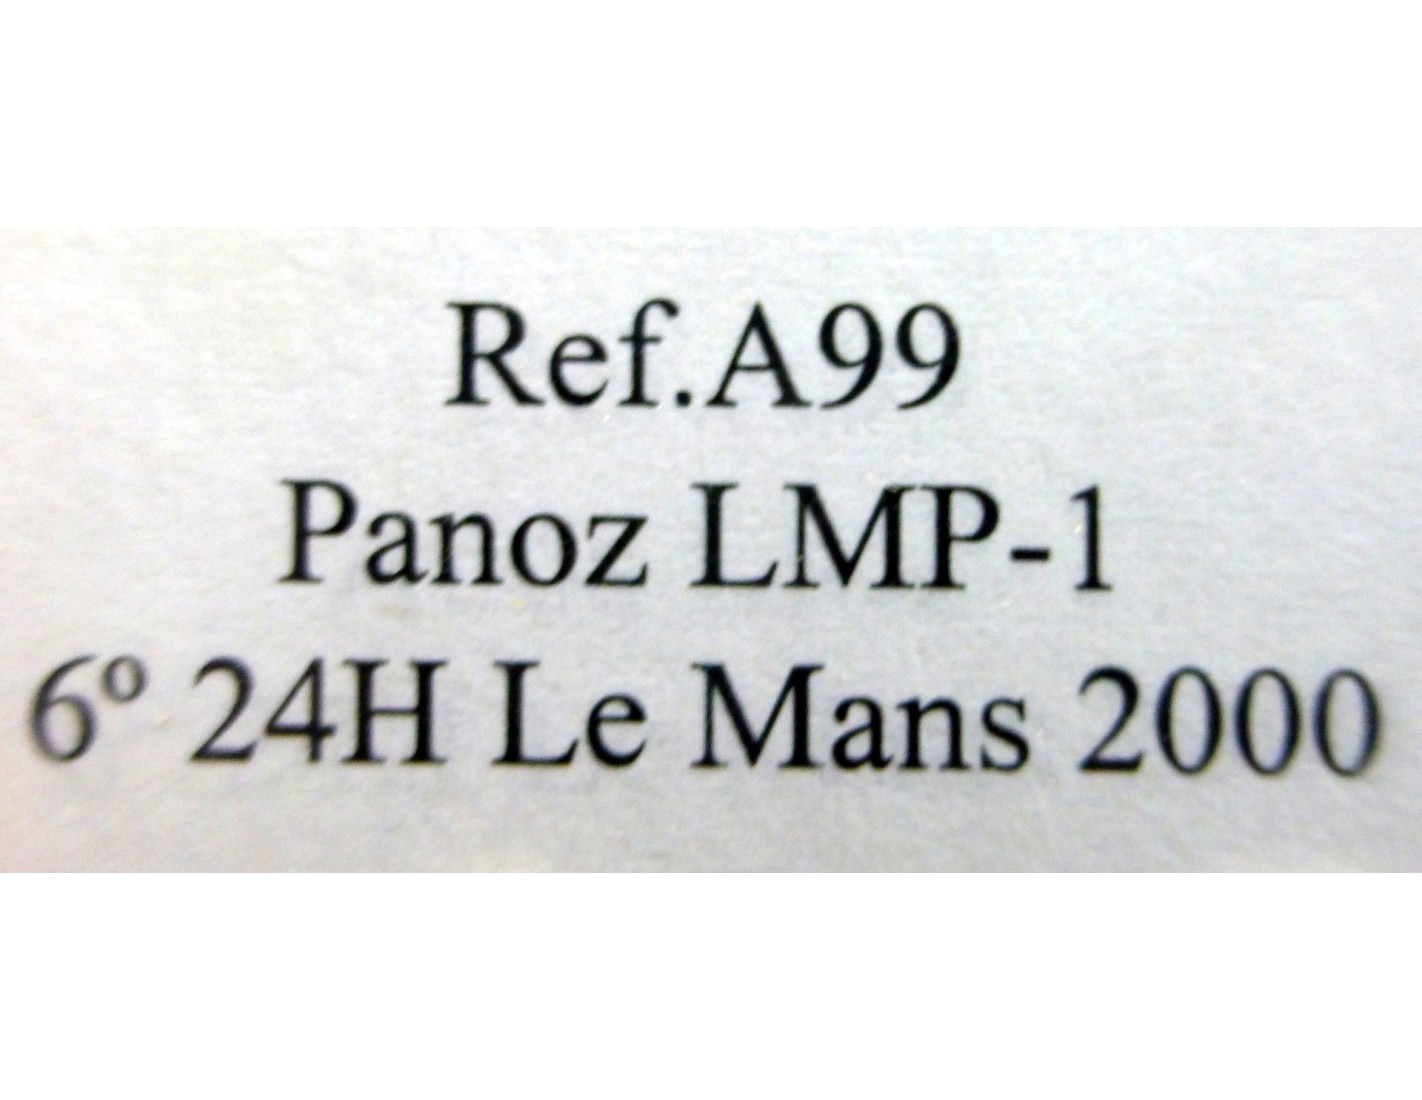 Ref.A99
Panoz LMP-1
6º 24H Le Mans 2000